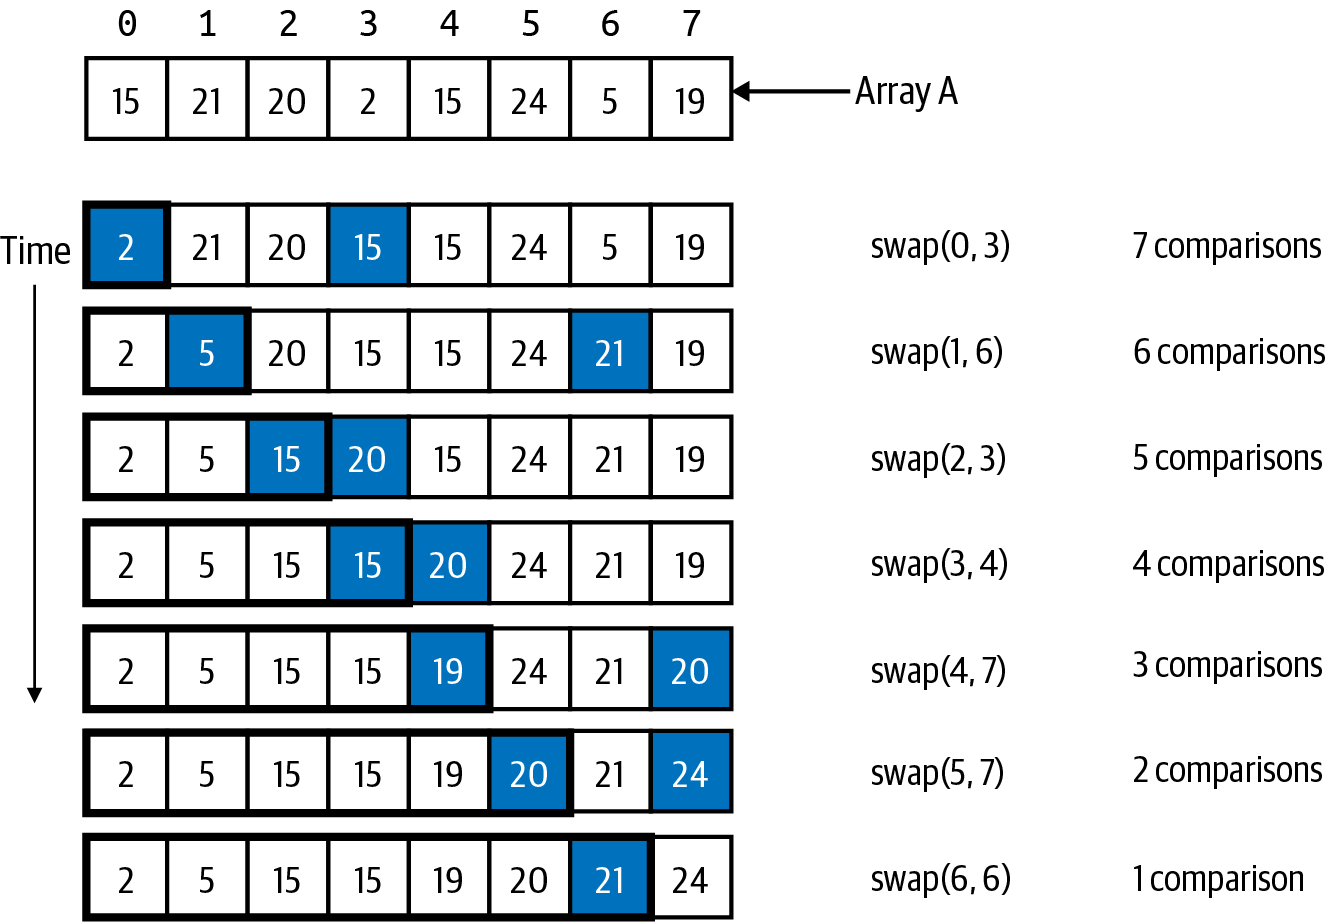 0 1 2 3 4 5 6 7
15 21 20 2 15 24 5 19 Array A
Time
2 21 20 15 15 24 5 19 swap(0, 3) 7 comparisons
2 5 20 15 15 24 21 19 swap(1, 6) 6 comparisons
2 5 15 20 15 24 21 19 swap(2, 3) 5 comparisons
2 5 15 15 20 24 21 19 swap(3, 4) 4 comparisons
2 5 15 15 19 24 21 20 swap(4, 7) 3 comparisons
2 5 15 15 19 20 21 24 swap(5, 7) 2 comparisons
2 5 15 15 19 20 21 24 swap(6, 6) 1 comparison